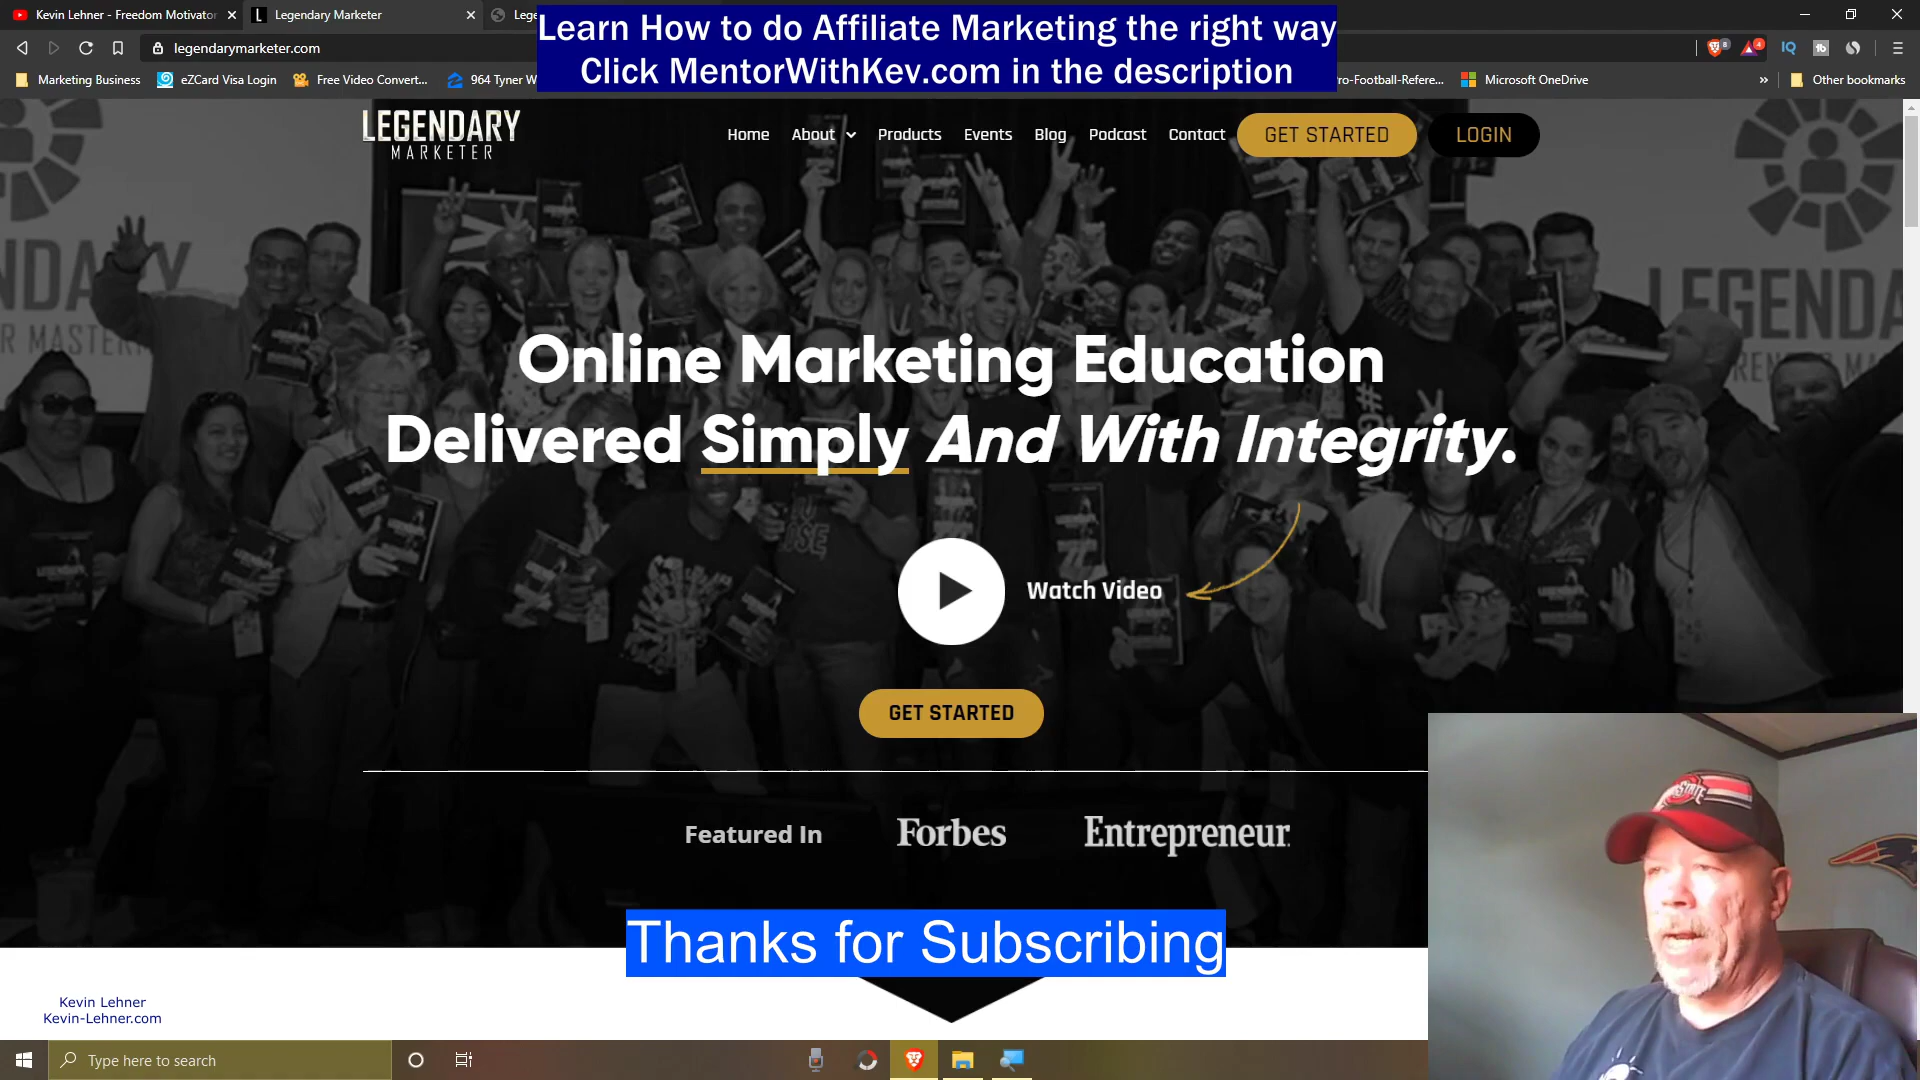 Kevin Lehner - Freedom Motivator
Legendary Marketer
Lege
Learn How to do Affiliate Marketing the right way
Click MentorWithKev.com in the description
legendarymarketer.com
Marketing Business
eZCard Visa Login
Free Video Convert...
964 Tyner W
ro-Football-Refere...
Microsoft OneDrive
»
Other bookmarks
LEGENDARY
MARKETER
Home
About
Products
Events
Blog
Podcast
Contact
GET STARTED
LOGIN
Online Marketing Education
Delivered Simply And With Integrity.
Watch Video
GET STARTED
Featured In
Forbes
Entrepreneur
Thanks for Subscribing
Kevin Lehner
Kevin-Lehner.com
Type here to search